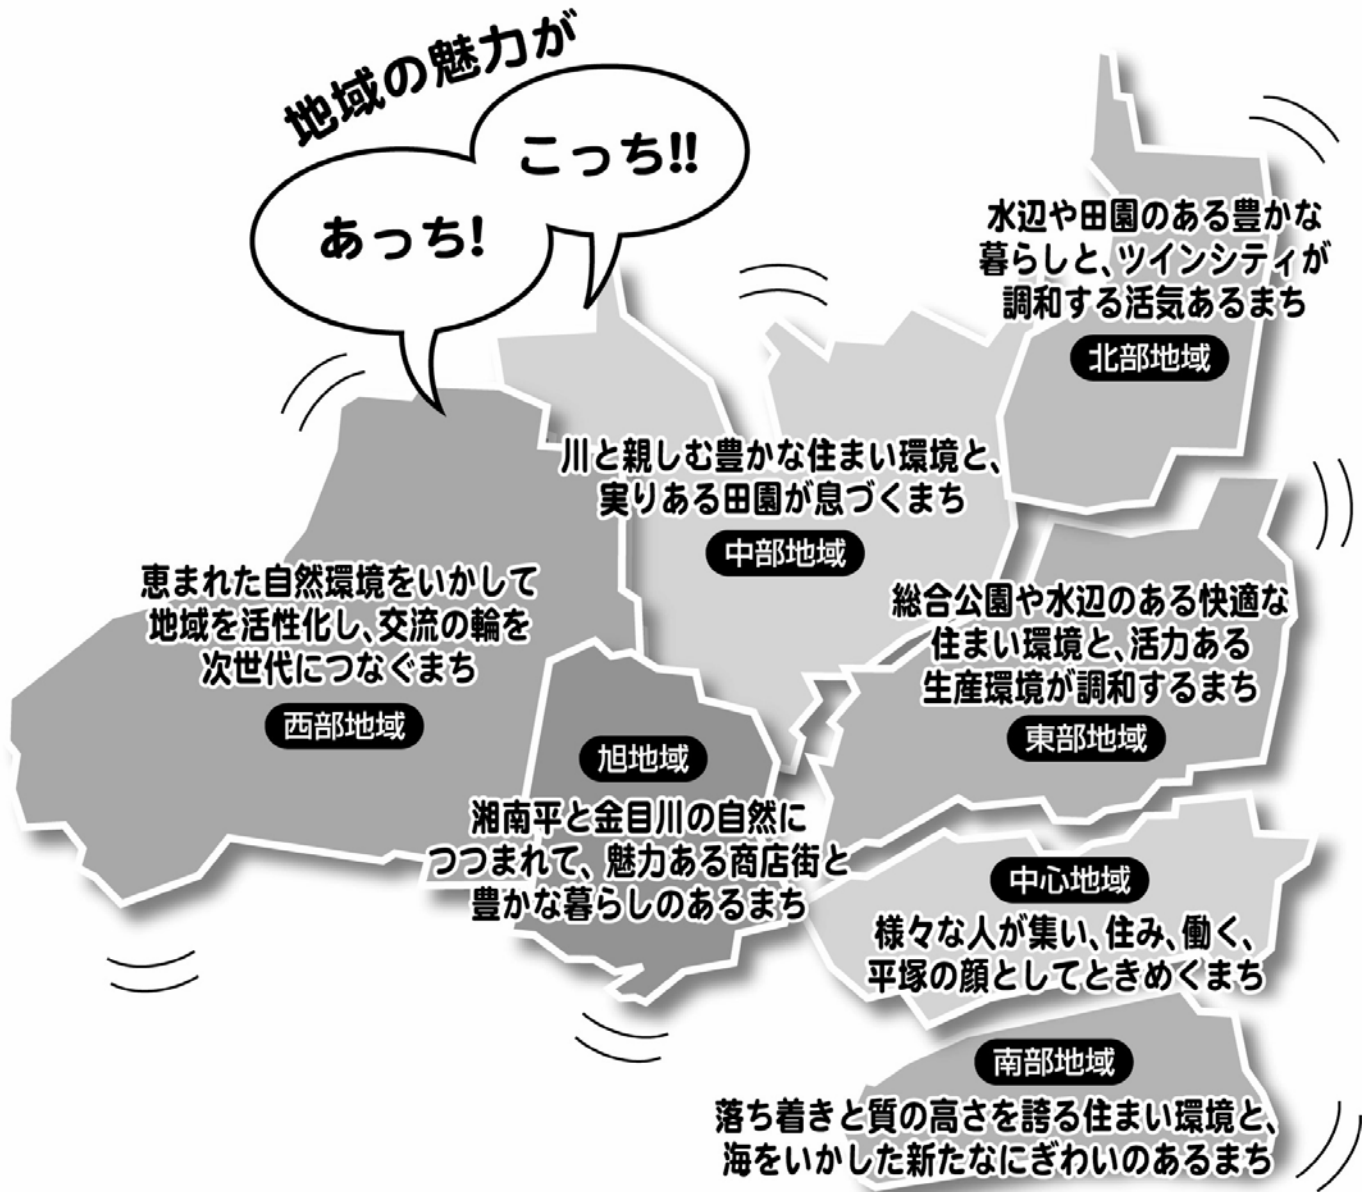 地域の魅力が
あっち!
こっち!!
水辺や田園のある豊かな
暮らしと、ツインシティが
調和する活気あるまち
北部地域
川と親しむ豊かな住まい環境と、
実りある田園が息づくまち
中部地域
恵まれた自然環境をいかして
地域を活性化し、交流の輪を
次世代につなぐまち
西部地域
総合公園や水辺のある快適な
住まい環境と、活力ある
生産環境が調和するまち
東部地域
旭地域
湘南平と金目川の自然に
つつまれて、魅力ある商店街と
豊かな暮らしのあるまち
中心地域
様々な人が集い、住み、働く、
平塚の顔としてときめくまち
南部地域
落ち着きと質の高さを誇る住まい環境と、
海をいかした新たなにぎわいのあるまち